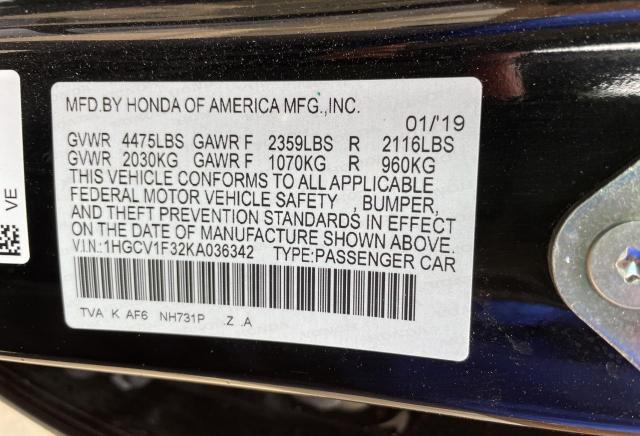 MFD.BY HONDA OF AMERICA MFG.,INC.
01/'19
GVWR 4475LBS GAWR F 2359LBS R 2116LBS
GVWR 2030KG GAWR F 1070KG R 960KG
THIS VEHICLE CONFORMS TO ALL APPLICABLE
FEDERAL MOTOR VEHICLE SAFETY , BUMPER,
AND THEFT PREVENTION STANDARDS IN EFFECT
ON THE DATE OF MANUFACTURE SHOWN ABOVE.
V.I.N.:1HGCV1F32KA036342 TYPE:PASSENGER CAR
TVA K AF6 NH731P .Z .A
VE